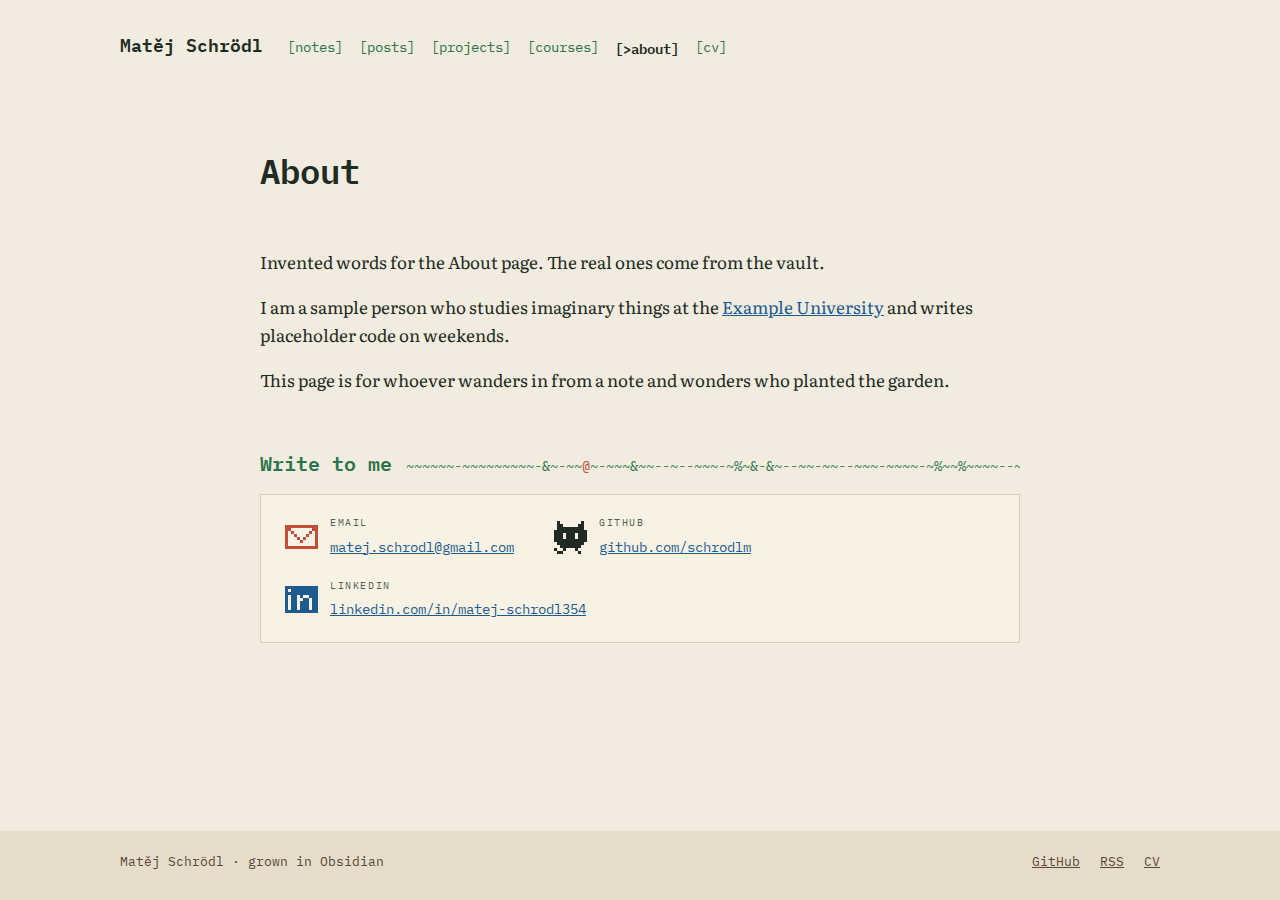 Matěj Schrödl [notes] [posts] [projects] [courses] [>about] [cv]
About
Invented words for the About page. The real ones come from the vault.
I am a sample person who studies imaginary things at the Example University and writes
placeholder code on weekends.
This page is for whoever wanders in from a note and wonders who planted the garden.
Write to me ~~~~~~-~~~~~~~~~-&~-~~@~-~~~&~~--~--~~~-~%~&-&~--~~-~~--~~~-~~~~-~%~~%~~~~--~
EMAIL
matej.schrodl@gmail.com
GITHUB
github.com/schrodlm
LINKEDIN
linkedin.com/in/matej-schrodl354
Matěj Schrödl · grown in Obsidian
GitHub RSS CV